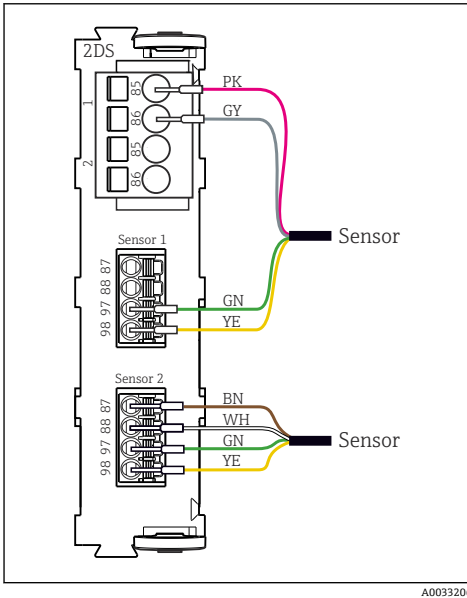 2DS
PK
1
85
GY
86
2
85
86
Sensor
Sensor 1
87
88
97
GN
98
YE
Sensor 2
87
BN
88
WH
97
GN
Sensor
98
YE